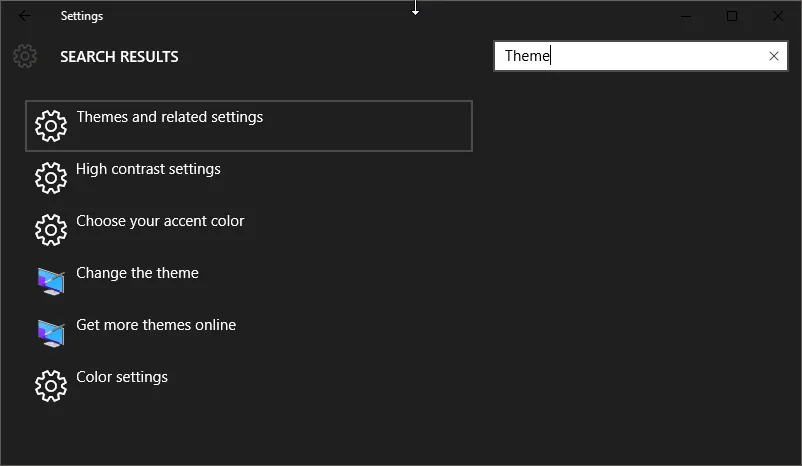 Settings
SEARCH RESULTS
Theme
Themes and related settings
High contrast settings
Choose your accent color
Change the theme
Get more themes online
Color settings